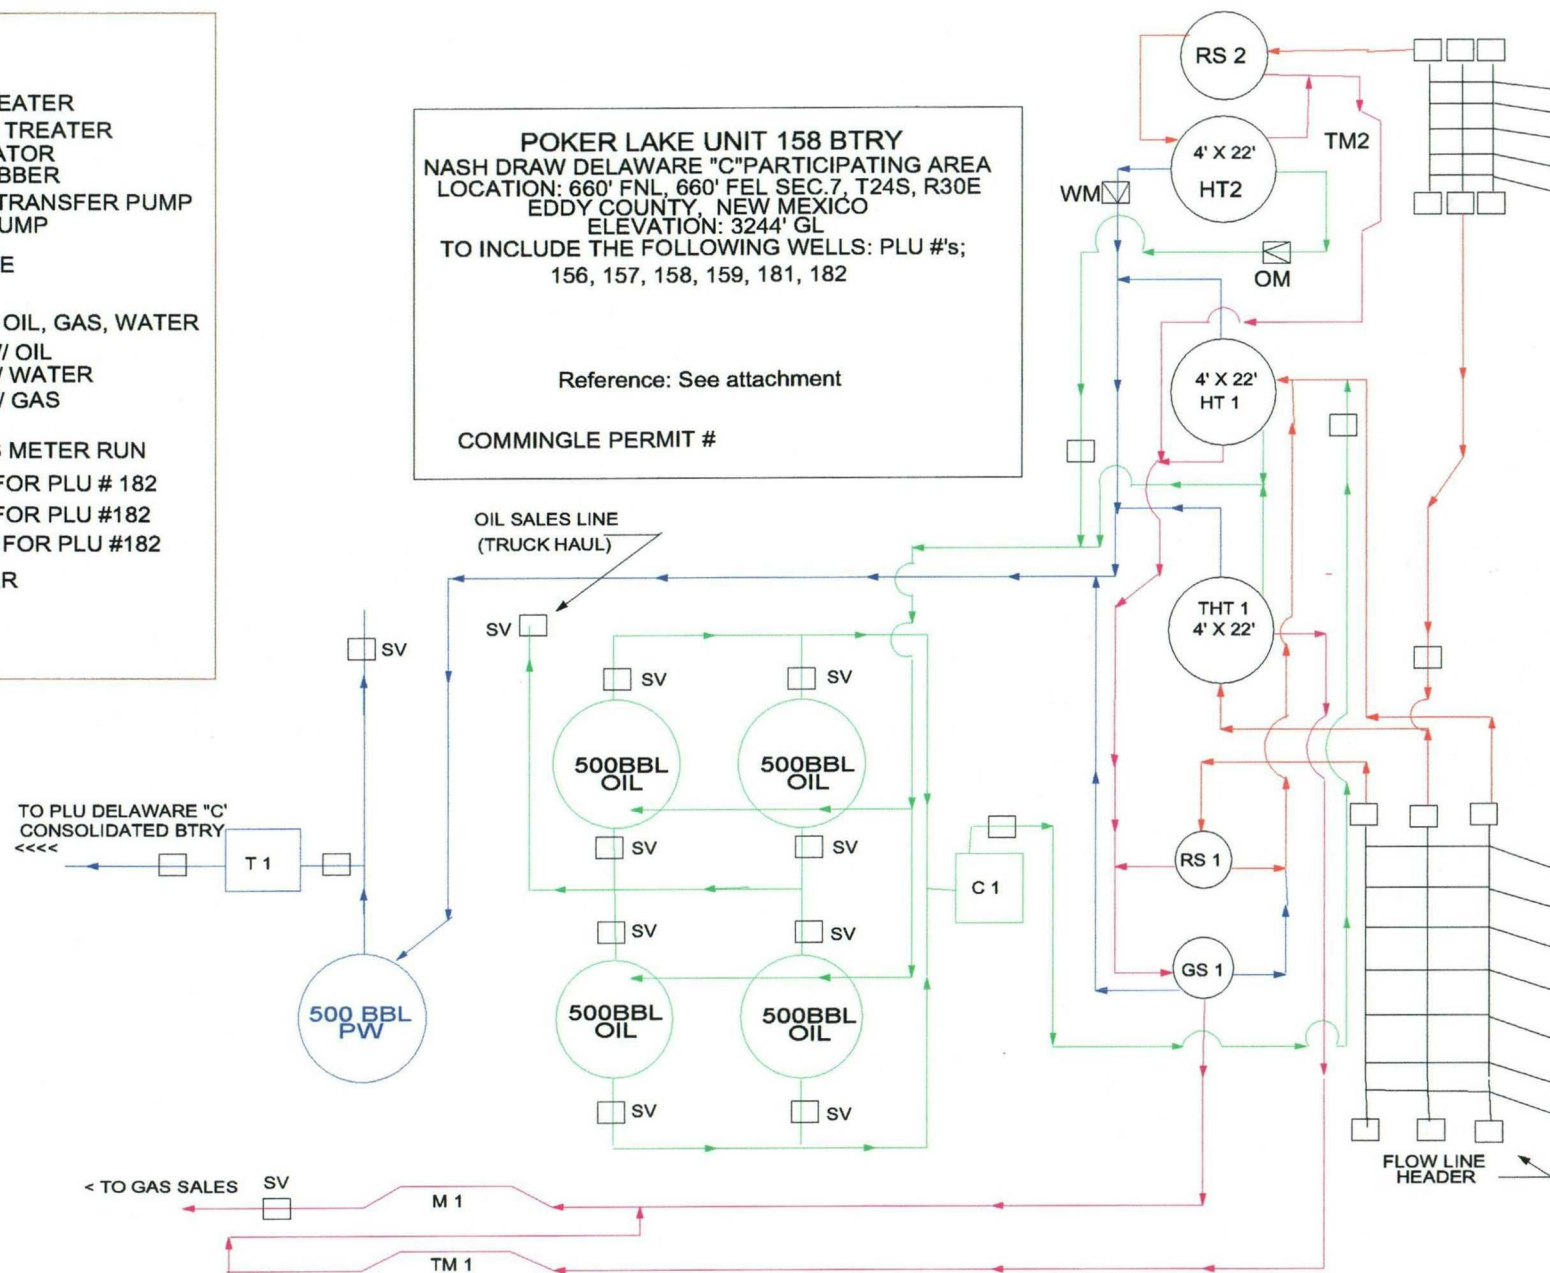 EATER
TREATER
ATOR
BBER
TRANSFER PUMP
UMP
E
OIL, GAS, WATER
/ OIL
/ WATER
/ GAS
S METER RUN
FOR PLU # 182
FOR PLU #182
FOR PLU #182
R
POKER LAKE UNIT 158 BTRY
NASH DRAW DELAWARE "C"PARTICIPATING AREA
LOCATION: 660' FNL, 660' FEL SEC.7, T24S, R30E
EDDY COUNTY, NEW MEXICO
ELEVATION: 3244' GL
TO INCLUDE THE FOLLOWING WELLS: PLU #'s;
156, 157, 158, 159, 181, 182
Reference: See attachment
COMMINGLE PERMIT #
RS 2
4' X 22'
HT2
TM2
WM
OM
4' X 22'
HT 1
THT 1
4' X 22'
RS 1
GS 1
OIL SALES LINE
(TRUCK HAUL)
SV
SV
SV
SV
500BBL
OIL
500BBL
OIL
SV
SV
SV
SV
500BBL
OIL
500BBL
OIL
SV
SV
C 1
TO PLU DELAWARE "C'
CONSOLIDATED BTRY
<<<<
T 1
500 BBL
PW
FLOW LINE
HEADER
< TO GAS SALES
SV
M 1
TM 1